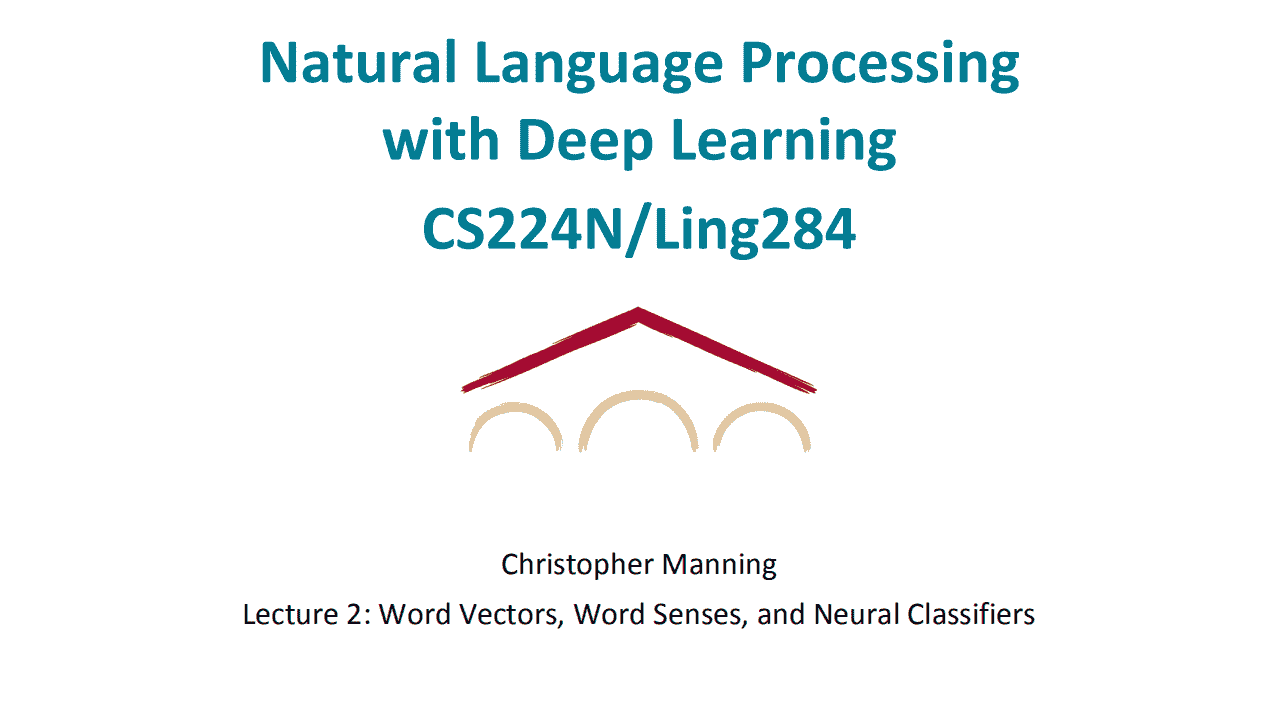 Natural Language Processing
with Deep Learning
CS224N/Ling284
Christopher Manning
Lecture 2: Word Vectors, Word Senses, and Neural Classifiers